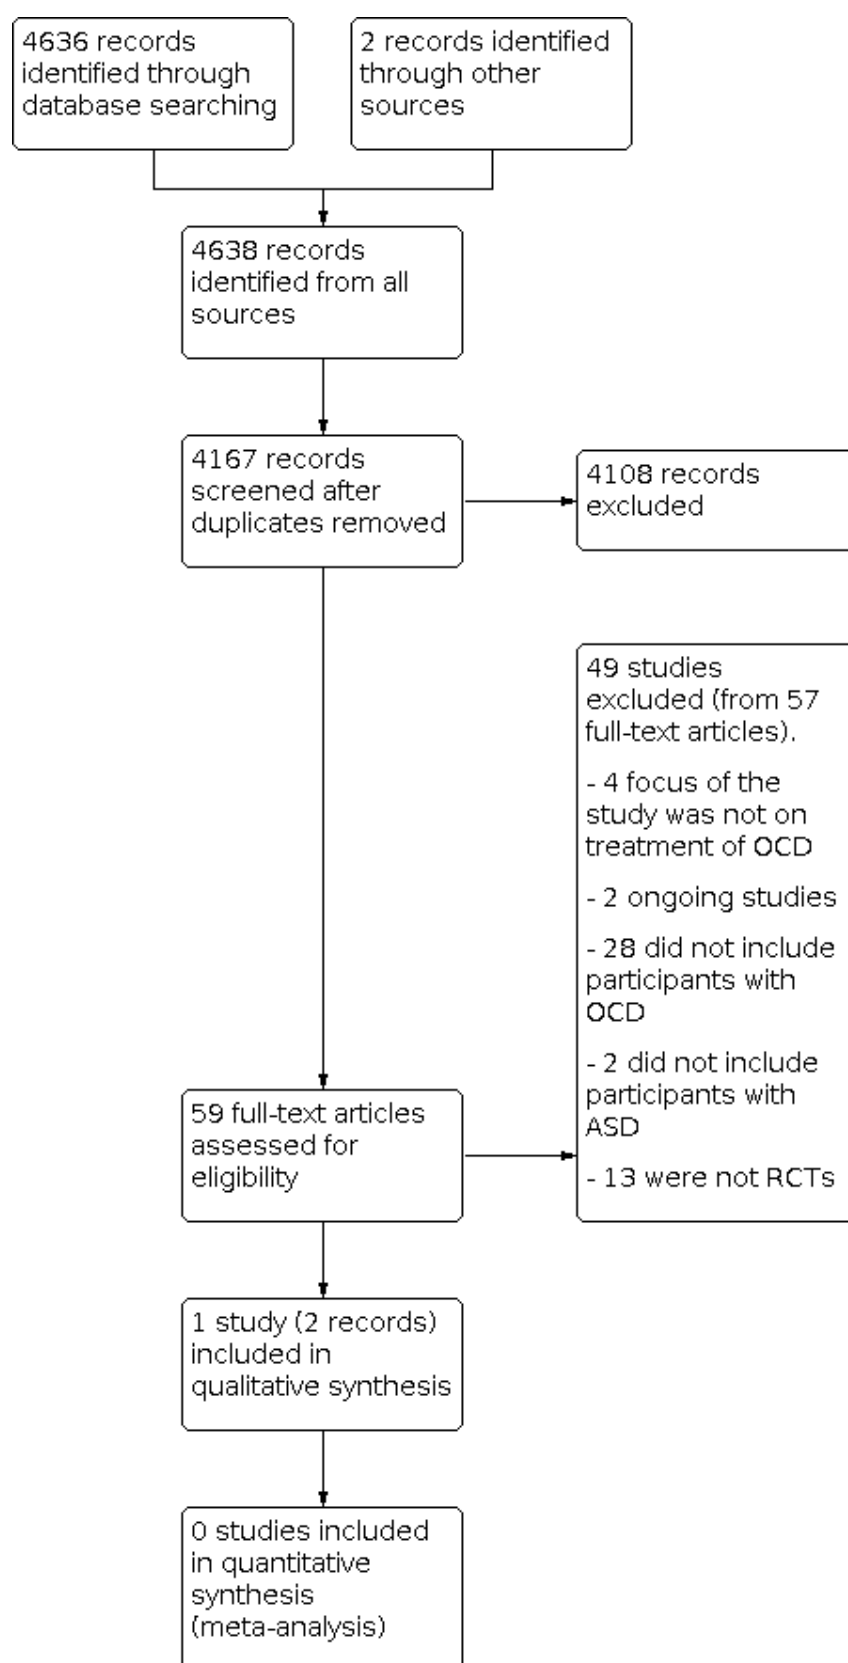 4636 records
identified through
database searching
2 records identified
through other
sources
4638 records
identified from all
sources
4167 records
screened after
duplicates removed
4108 records
excluded
49 studies
excluded (from 57
full-text articles).
- 4 focus of the
study was not on
treatment of OCD
- 2 ongoing studies
- 28 did not include
participants with
OCD
- 2 did not include
participants with
ASD
- 13 were not RCTs
59 full-text articles
assessed for
eligibility
1 study (2 records)
included in
qualitative synthesis
0 studies included
in quantitative
synthesis
(meta-analysis)